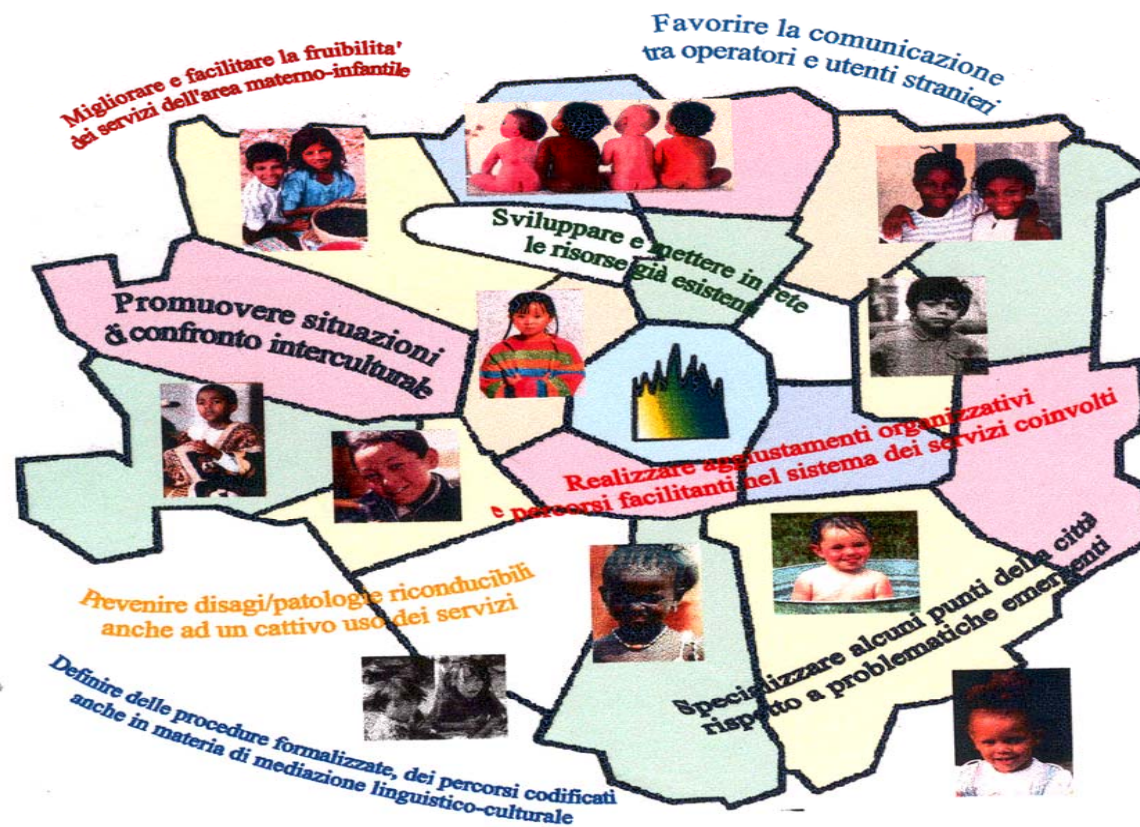 Migliorare e facilitare la fruibilita'
dei servizi dell'area materno-infantile
Favorire la comunicazione
tra operatori e utenti stranieri
Sviluppare e mettere in rete
le risorse già esistenti
Promuovere situazioni
di confronto interculturale
Realizzare aggiustamenti organizzativi
e percorsi facilitanti nel sistema dei servizi coinvolti
Prevenire disagi/patologie riconducibili
anche ad un cattivo uso dei servizi
Specializzare alcuni punti della città
rispetto a problematiche emergenti
Definire delle procedure formalizzate, dei percorsi codificati
anche in materia di mediazione linguistico-culturale